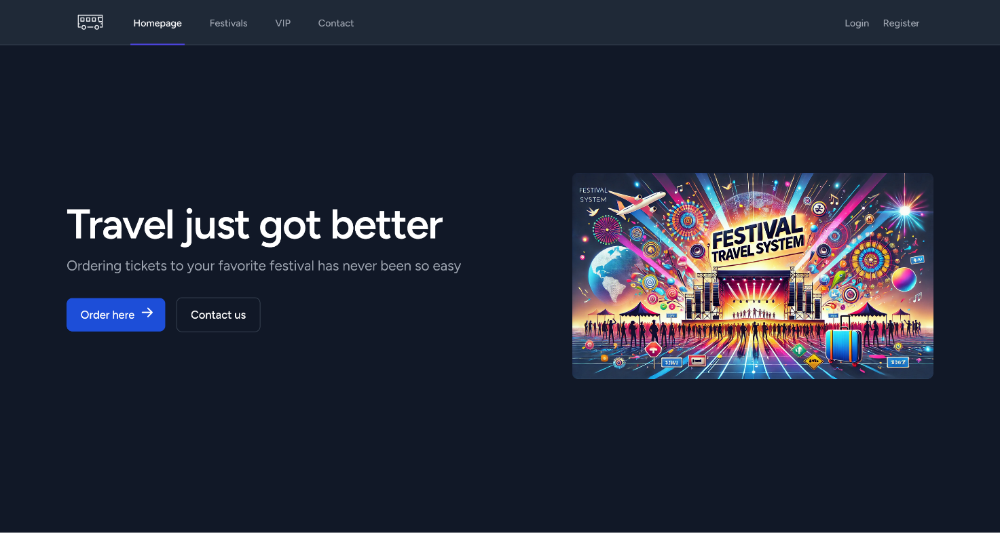 Homepage
Festivals
VIP
Contact
Login
Register
Travel just got better
Ordering tickets to your favorite festival has never been so easy
Order here
Contact us
FESTIVAL
SYSTEM
FESTIVAL
TRAVEL SYSTEM